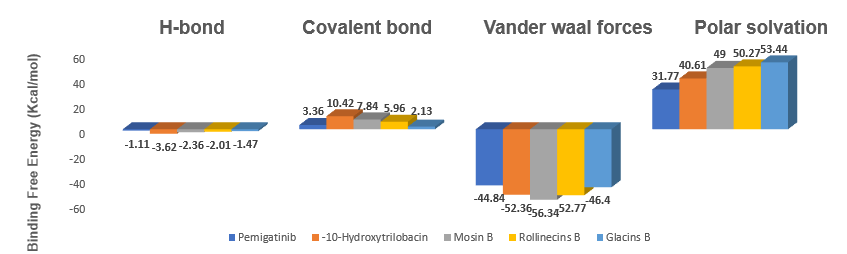 H-bond Covalent bond Vander waal forces Polar solvation
Binding Free Energy (Kcal/mol)
60
40
20
0
-20
-40
-60
-1.11 -3.62 -2.36 -2.01 -1.47
3.36 10.42 7.84 5.96 2.13
-44.84 -52.36 -56.34 -52.77 -46.4
31.77 40.61 49 50.27 53.44
Pemigatinib -10-Hydroxytrilobacin Mosin B Rollinecins B Glacins B